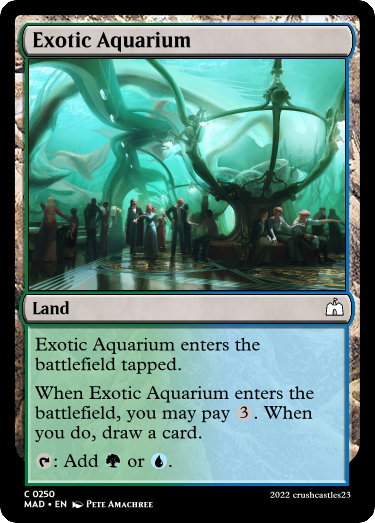 Exotic Aquarium
Land
Exotic Aquarium enters the
battlefield tapped.
When Exotic Aquarium enters the
battlefield, you may pay 3. When
you do, draw a card.
: Add or .
C 0250
MAD • EN Pete Amachree
2022 crushcastles23